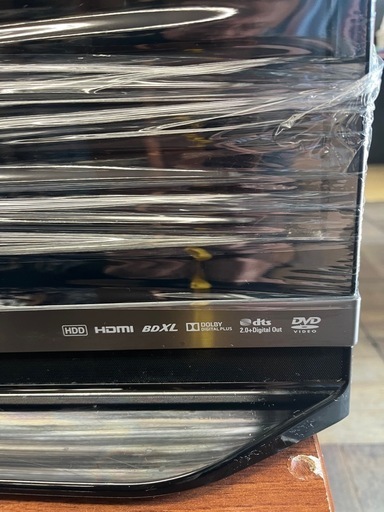 HDD HDMI BDXL DOLBY dts DVD
DIGITAL PLUS 2.0+Digital Out VIDEO